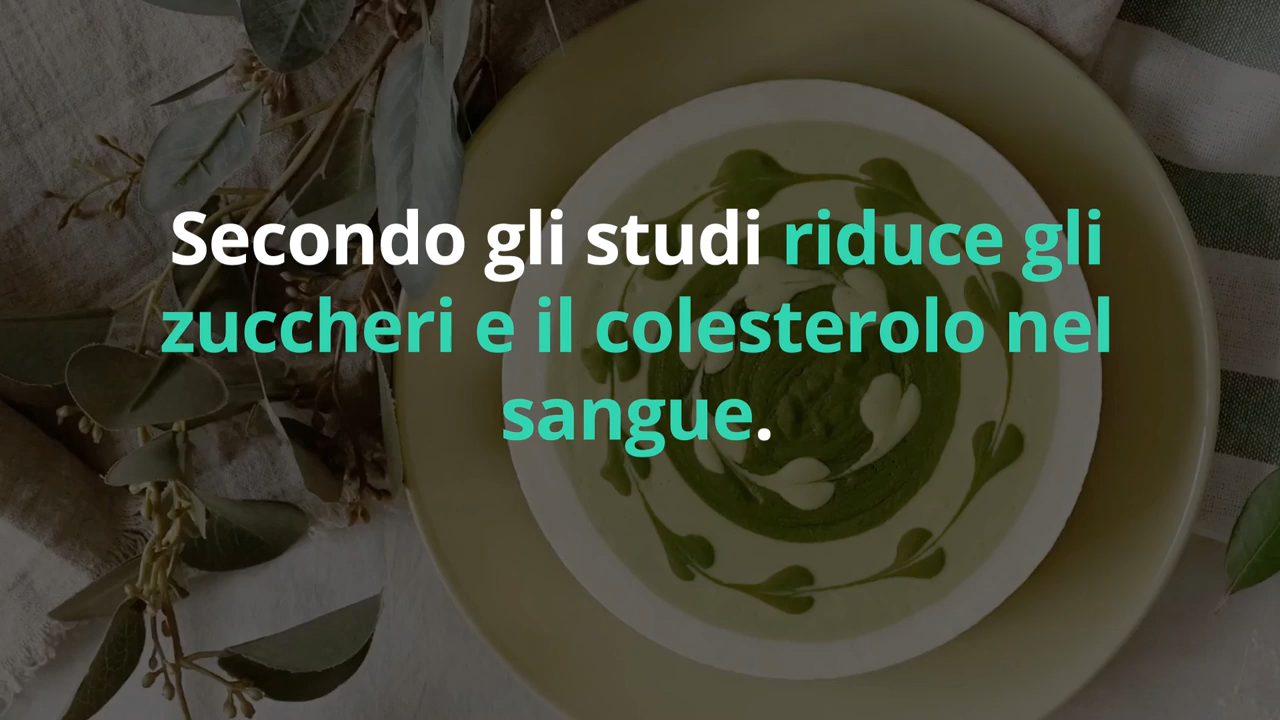 Secondo gli studi riduce gli
zuccheri e il colesterolo nel
sangue.